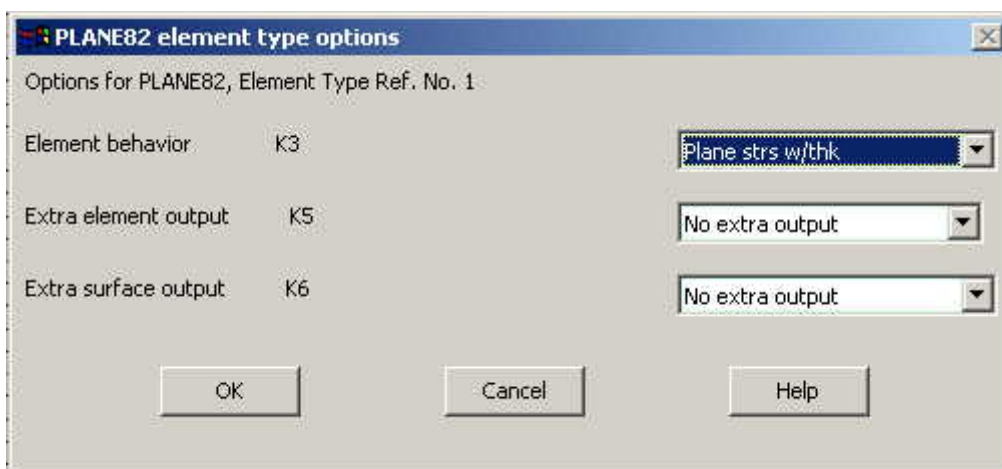 PLANE82 element type options
Options for PLANE82, Element Type Ref. No. 1
Element behavior K3 Plane strs w/thk
Extra element output K5 No extra output
Extra surface output K6 No extra output
OK Cancel Help